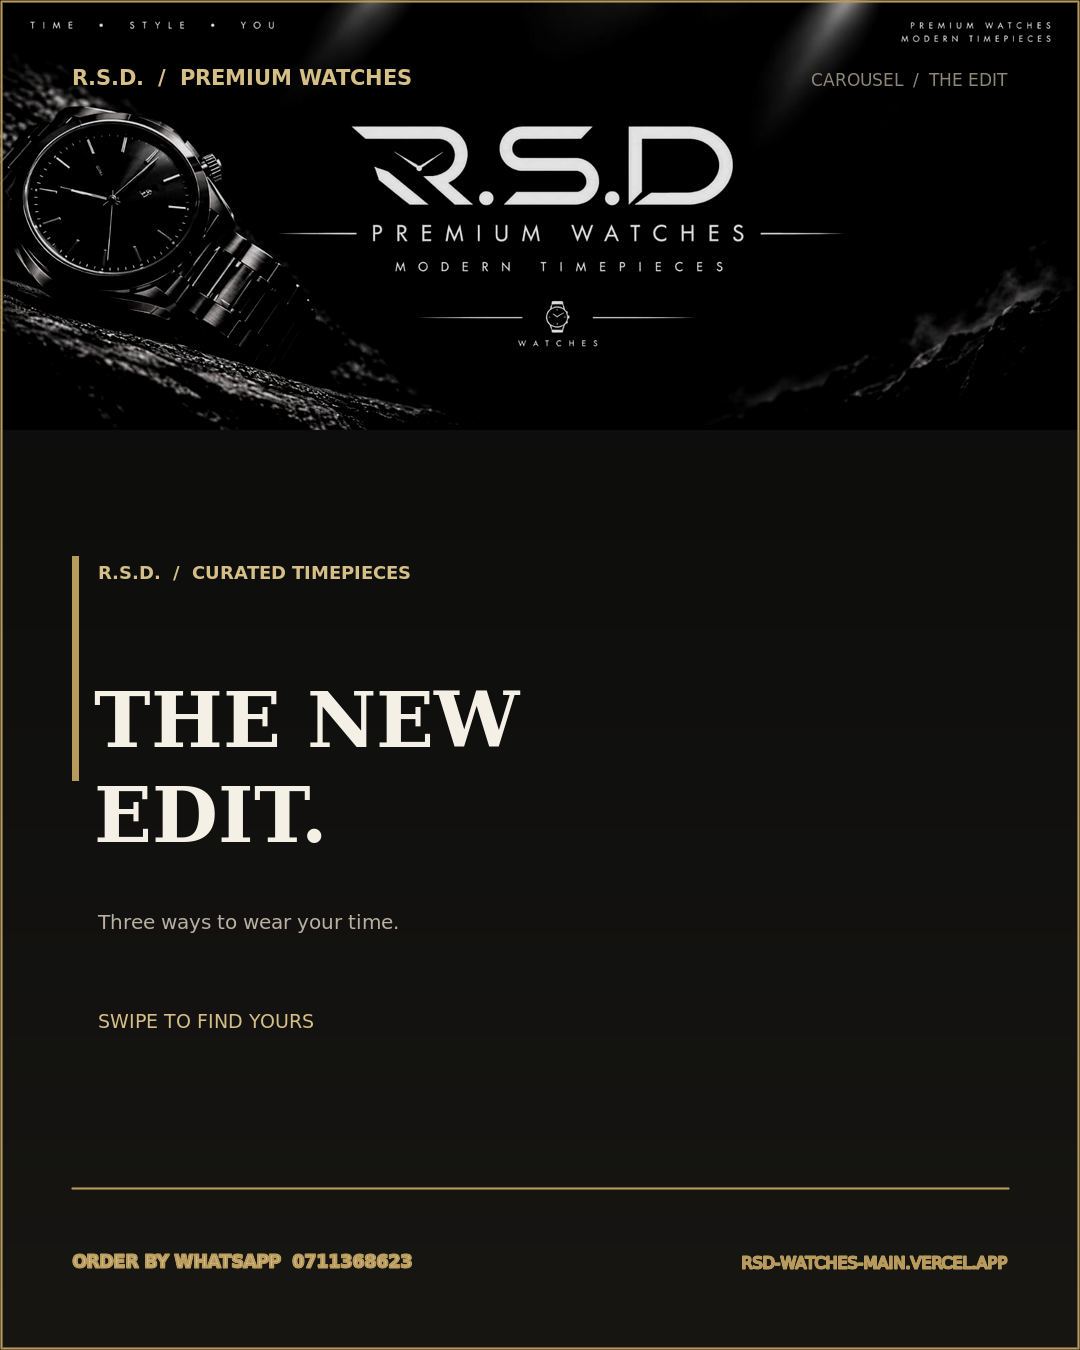 TIME • STYLE • YOU
PREMIUM WATCHES
MODERN TIMEPIECES
R.S.D. / PREMIUM WATCHES
CAROUSEL / THE EDIT
R.S.D
PREMIUM WATCHES
MODERN TIMEPIECES
WATCHES
R.S.D. / CURATED TIMEPIECES
THE NEW
EDIT.
Three ways to wear your time.
SWIPE TO FIND YOURS
ORDER BY WHATSAPP 0711368623
RSD-WATCHES-MAIN.VERCEL.APP